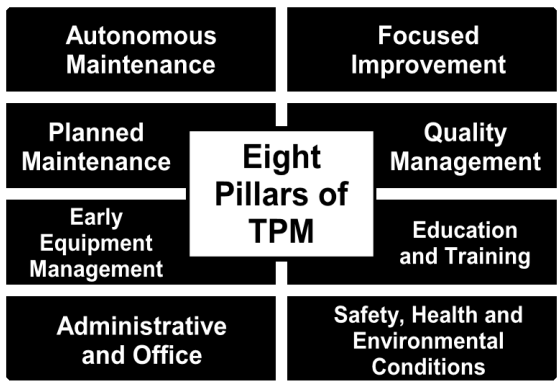 Autonomous
Maintenance
Focused
Improvement
Planned
Maintenance
Quality
Management
Eight
Pillars of
TPM
Early
Equipment
Management
Education
and Training
Administrative
and Office
Safety, Health and
Environmental
Conditions